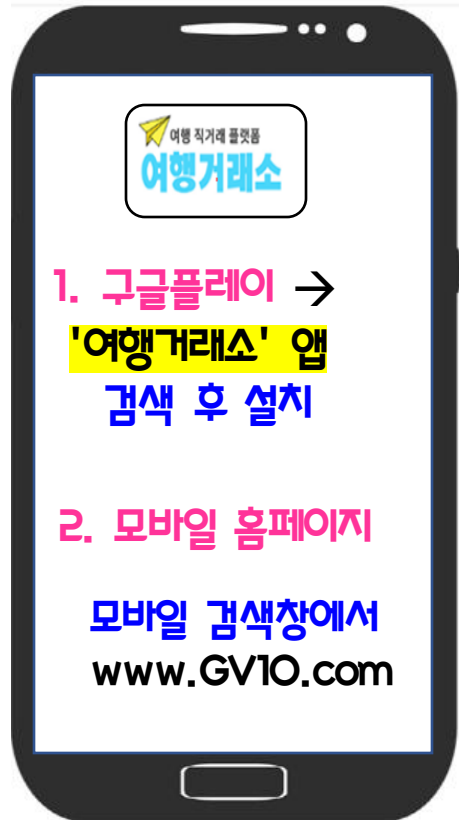 여행 직거래 플랫폼
여행거래소
1. 구글플레이 →
'여행거래소' 앱
검색 후 설치
2. 모바일 홈페이지
모바일 검색창에서
www.GV10.com